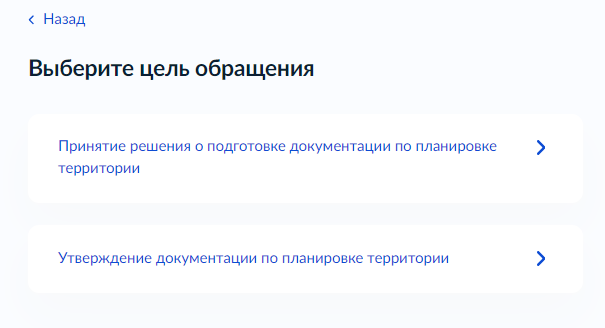 Назад
Выберите цель обращения
Принятие решения о подготовке документации по планировке
территории
Утверждение документации по планировке территории